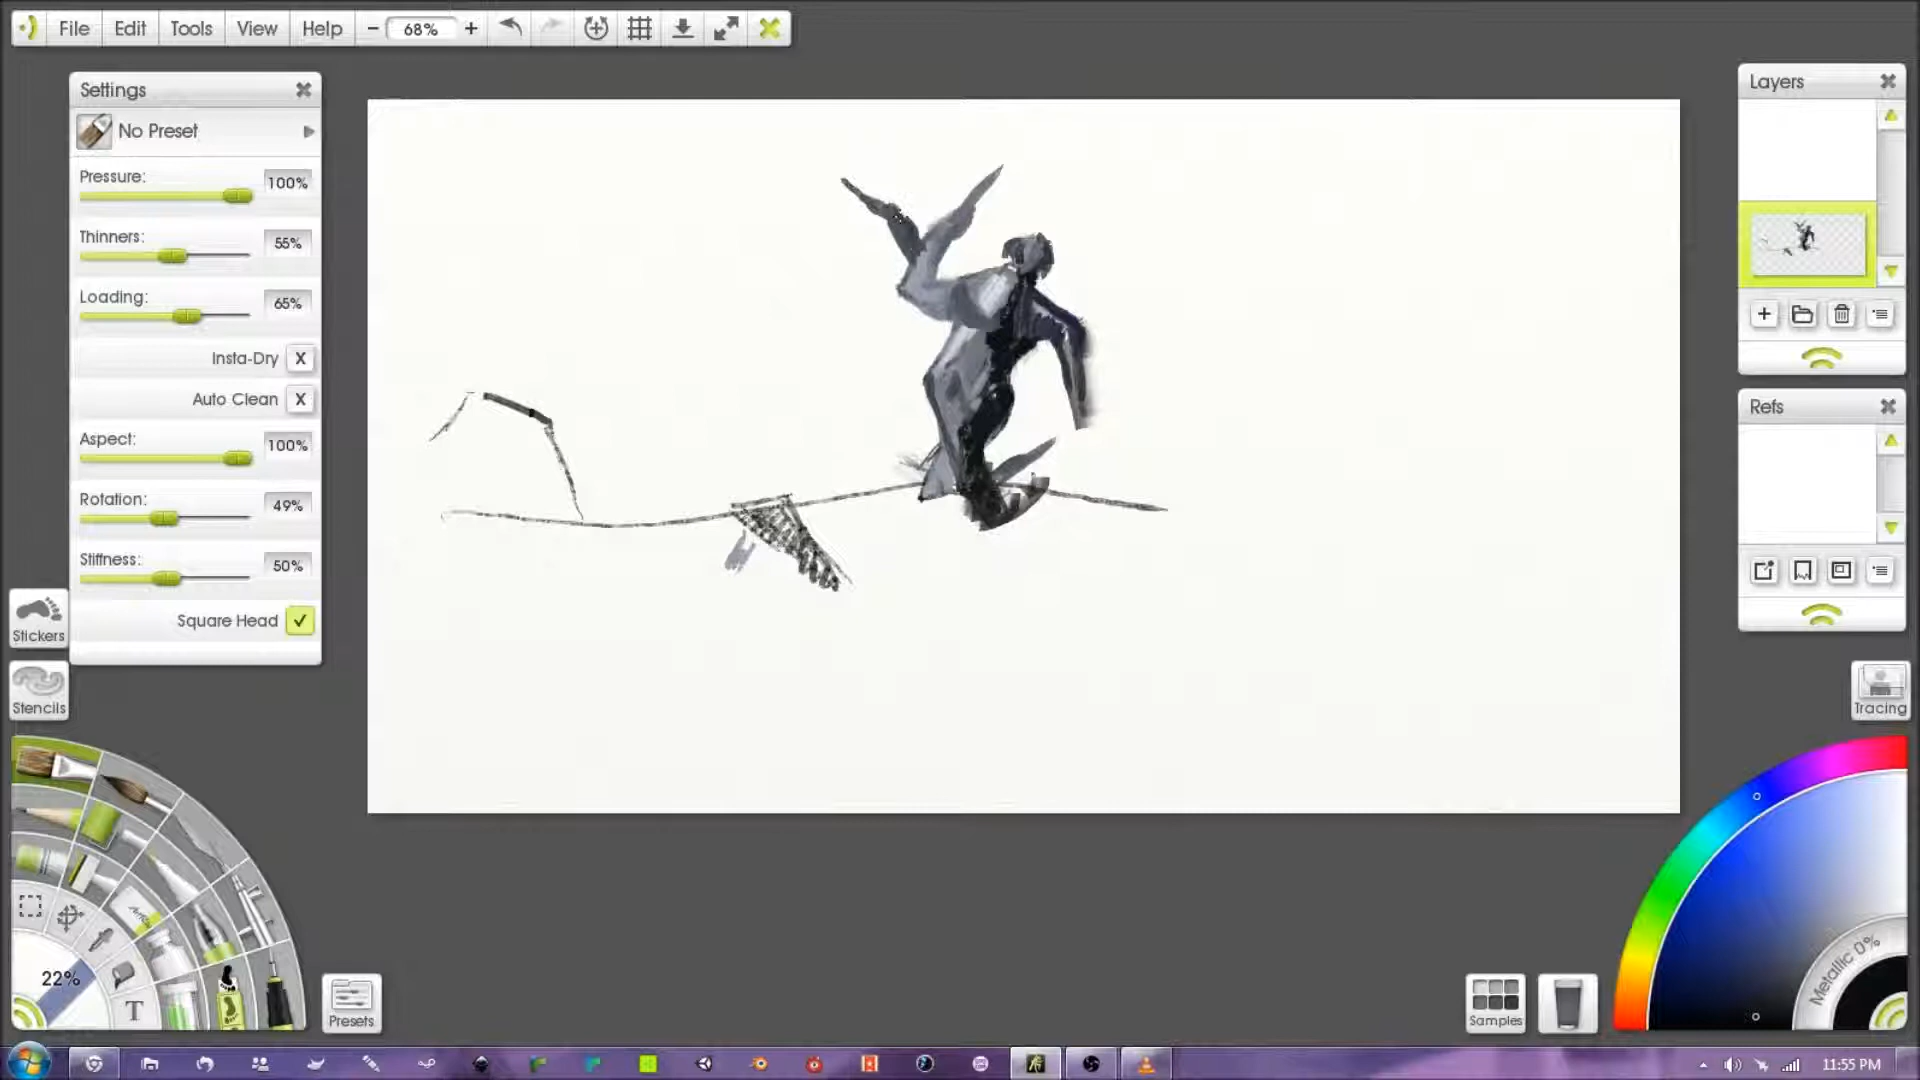 File Edit Tools View Help − 68% +
Settings
No Preset
Pressure: 100%
Thinners: 55%
Loading: 65%
Insta-Dry X
Auto Clean X
Aspect: 100%
Rotation: 49%
Stiffness: 50%
Square Head
Stickers
Stencils
22%
T
Presets
Layers
Refs
Tracing
Metallic 0%
Samples
11:55 PM